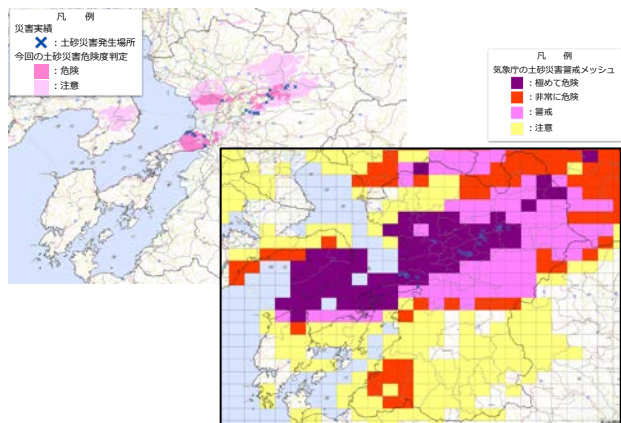 凡　例
災害実績
：土砂災害発生場所
今回の土砂災害危険度判定
：危険
：注意
凡　例
気象庁の土砂災害警戒メッシュ
：極めて危険
：非常に危険
：警戒
：注意